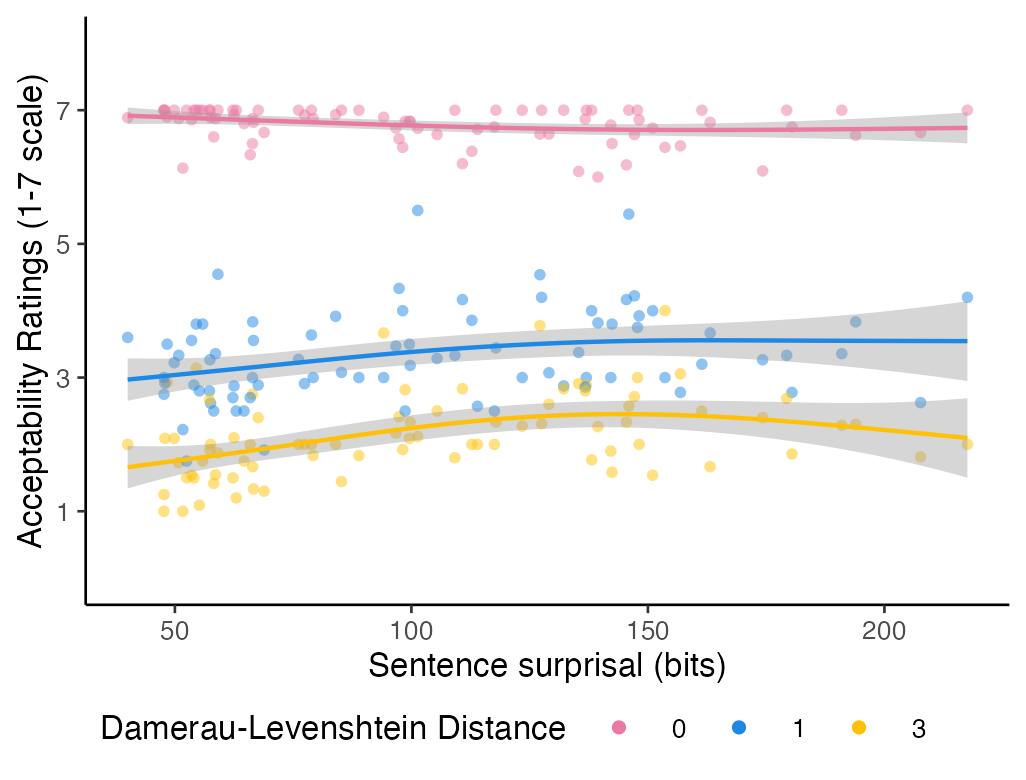 Acceptability Ratings (1-7 scale)
7
5
3
1
50 100 150 200
Sentence surprisal (bits)
Damerau-Levenshtein Distance 0 1 3